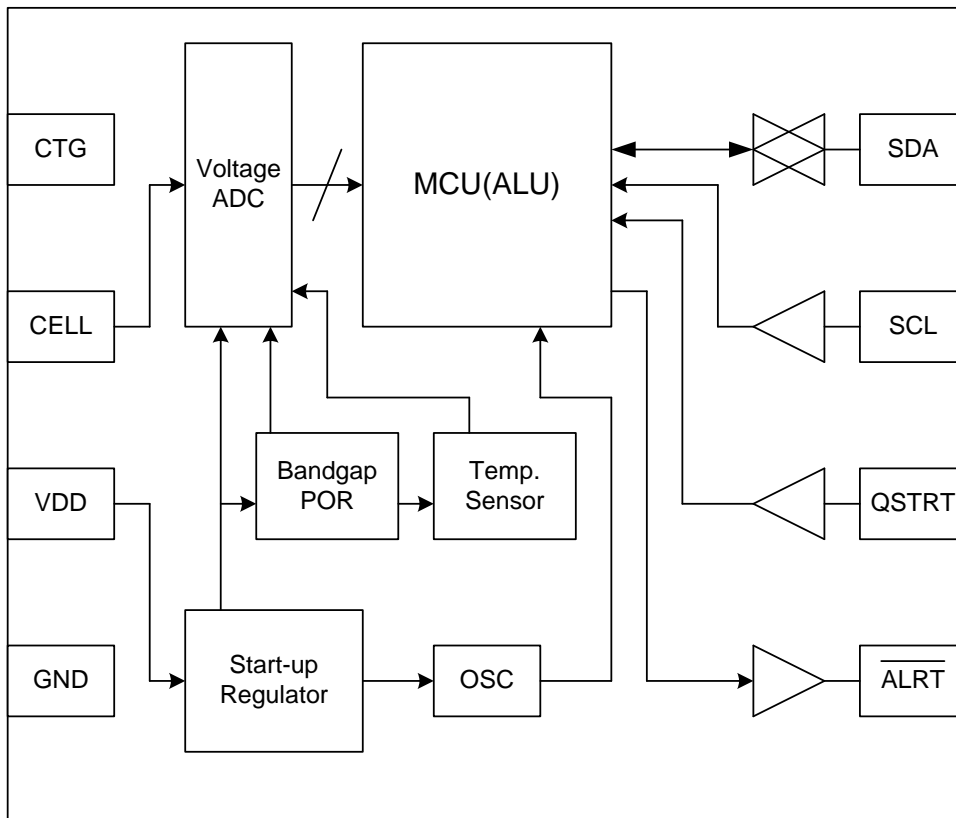 CTG
Voltage
ADC
MCU(ALU)
SDA
CELL
SCL
VDD
Bandgap
POR
Temp.
Sensor
QSTRT
GND
Start-up
Regulator
OSC
ALRT